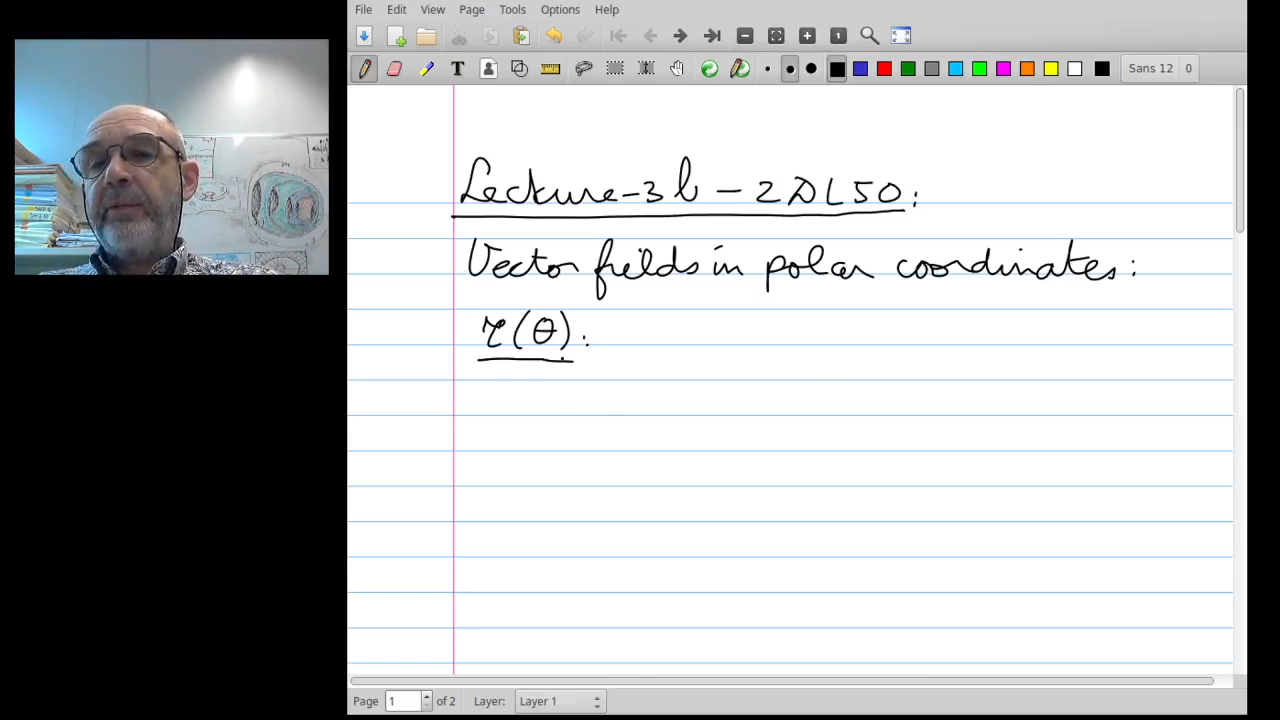 File Edit View Page Tools Options Help
Sans 12 0
Lecture-3b - 2DL50:
Vector fields in polar coordinates:
r(θ):
Page 1 of 2 Layer: Layer 1